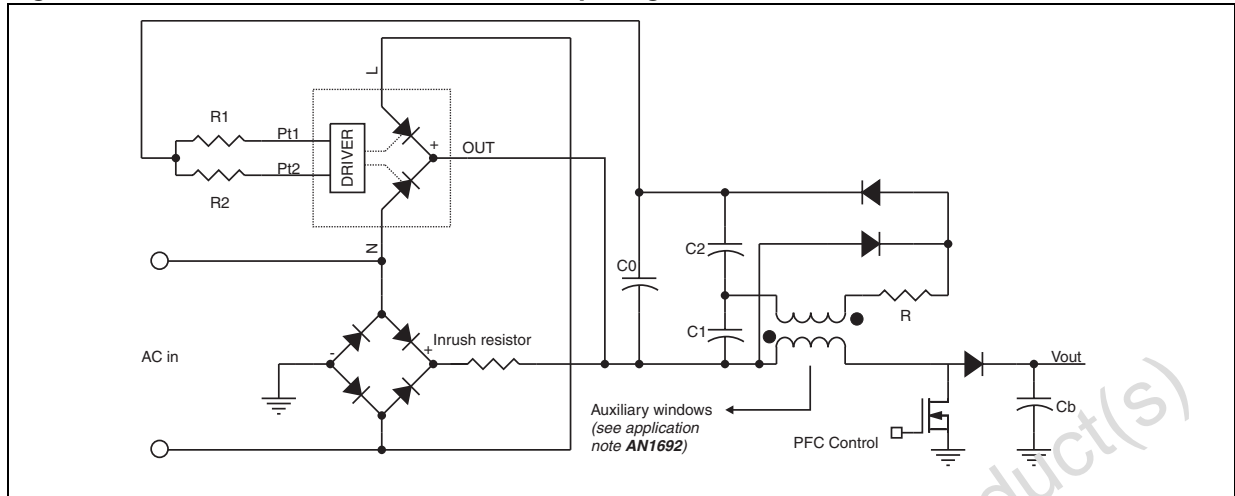 L
R1
Pt1
DRIVER
+
OUT
Pt2
R2
N
C2
C0
R
C1
AC in
-
+
Inrush resistor
Vout
Auxiliary windows
(see application
note AN1692)
PFC Control
Cb
duct(s)